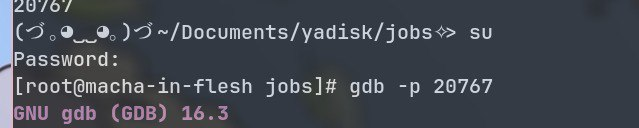 20767
(づ｡◕‿‿◕｡)づ~/Documents/yadisk/jobs✧> su
Password:
[root@macha-in-flesh jobs]# gdb -p 20767
GNU gdb (GDB) 16.3